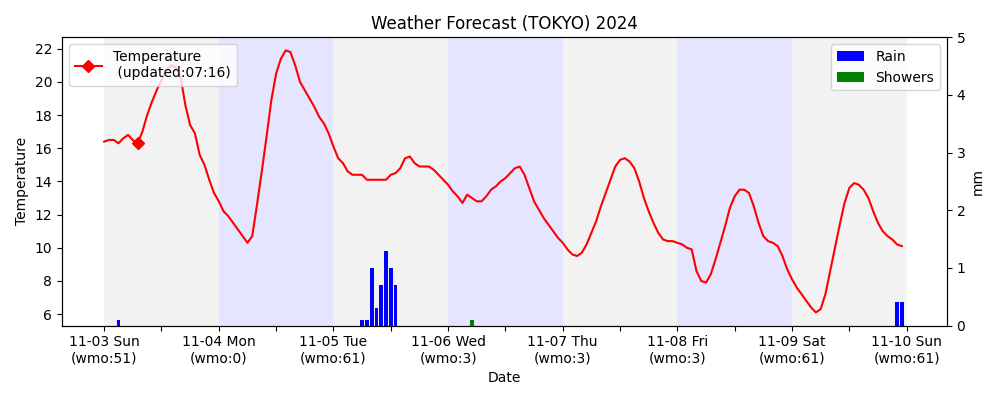 Weather Forecast (TOKYO) 2024
Temperature
(updated:07:16)
Rain
Showers
22
20
18
16
14
12
10
8
6
Temperature
5
4
3
2
1
0
mm
11-03 Sun
(wmo:51)
11-04 Mon
(wmo:0)
11-05 Tue
(wmo:61)
11-06 Wed
(wmo:3)
11-07 Thu
(wmo:3)
11-08 Fri
(wmo:3)
11-09 Sat
(wmo:61)
11-10 Sun
(wmo:61)
Date